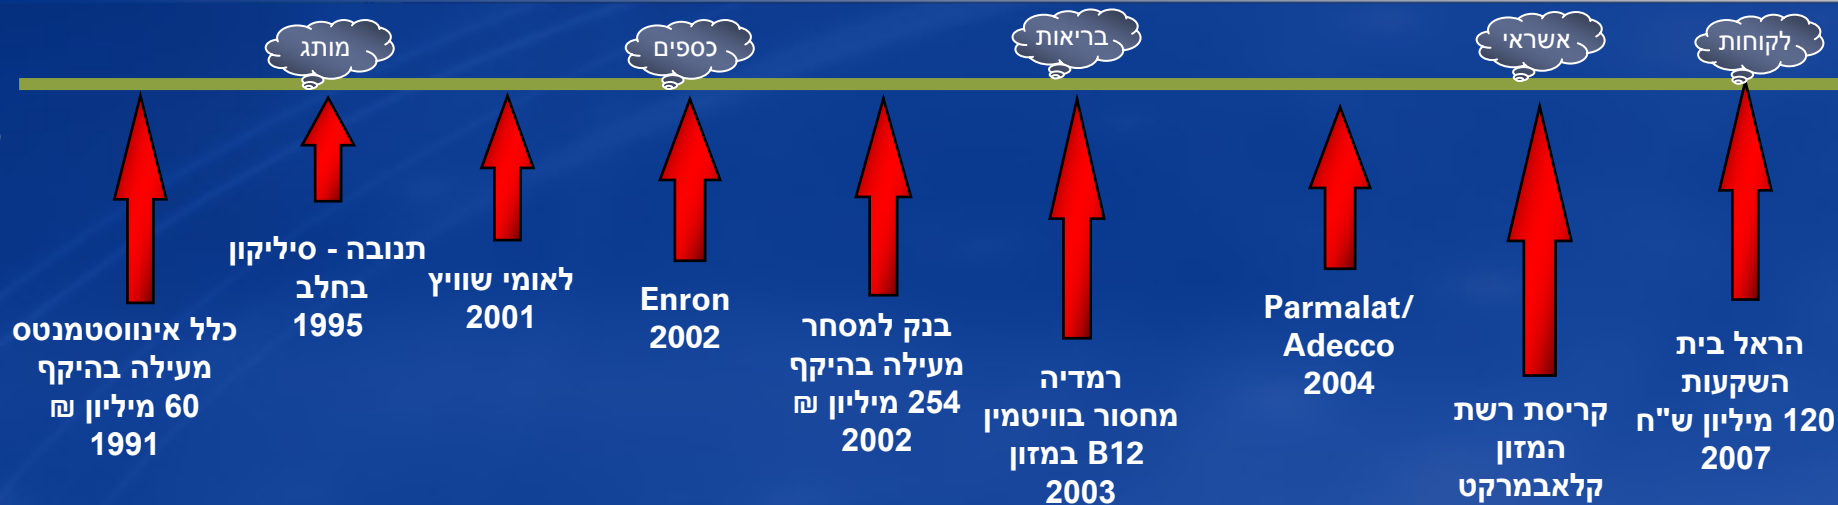 מותג
כספים
בריאות
אשראי
לקוחות
כלל אינווסטמנטס
מעילה בהיקף
60 מיליון ₪
1991
תנובה - סיליקון
בחלב
1995
לאומי שוויץ
2001
Enron
2002
בנק למסחר
מעילה בהיקף
254 מיליון ₪
2002
רמדיה
מחסור בוויטמין
B12 במזון
2003
Parmalat/
Adecco
2004
קריסת רשת
המזון
קלאבמרקט
הראל בית
השקעות
120 מיליון ש"ח
2007